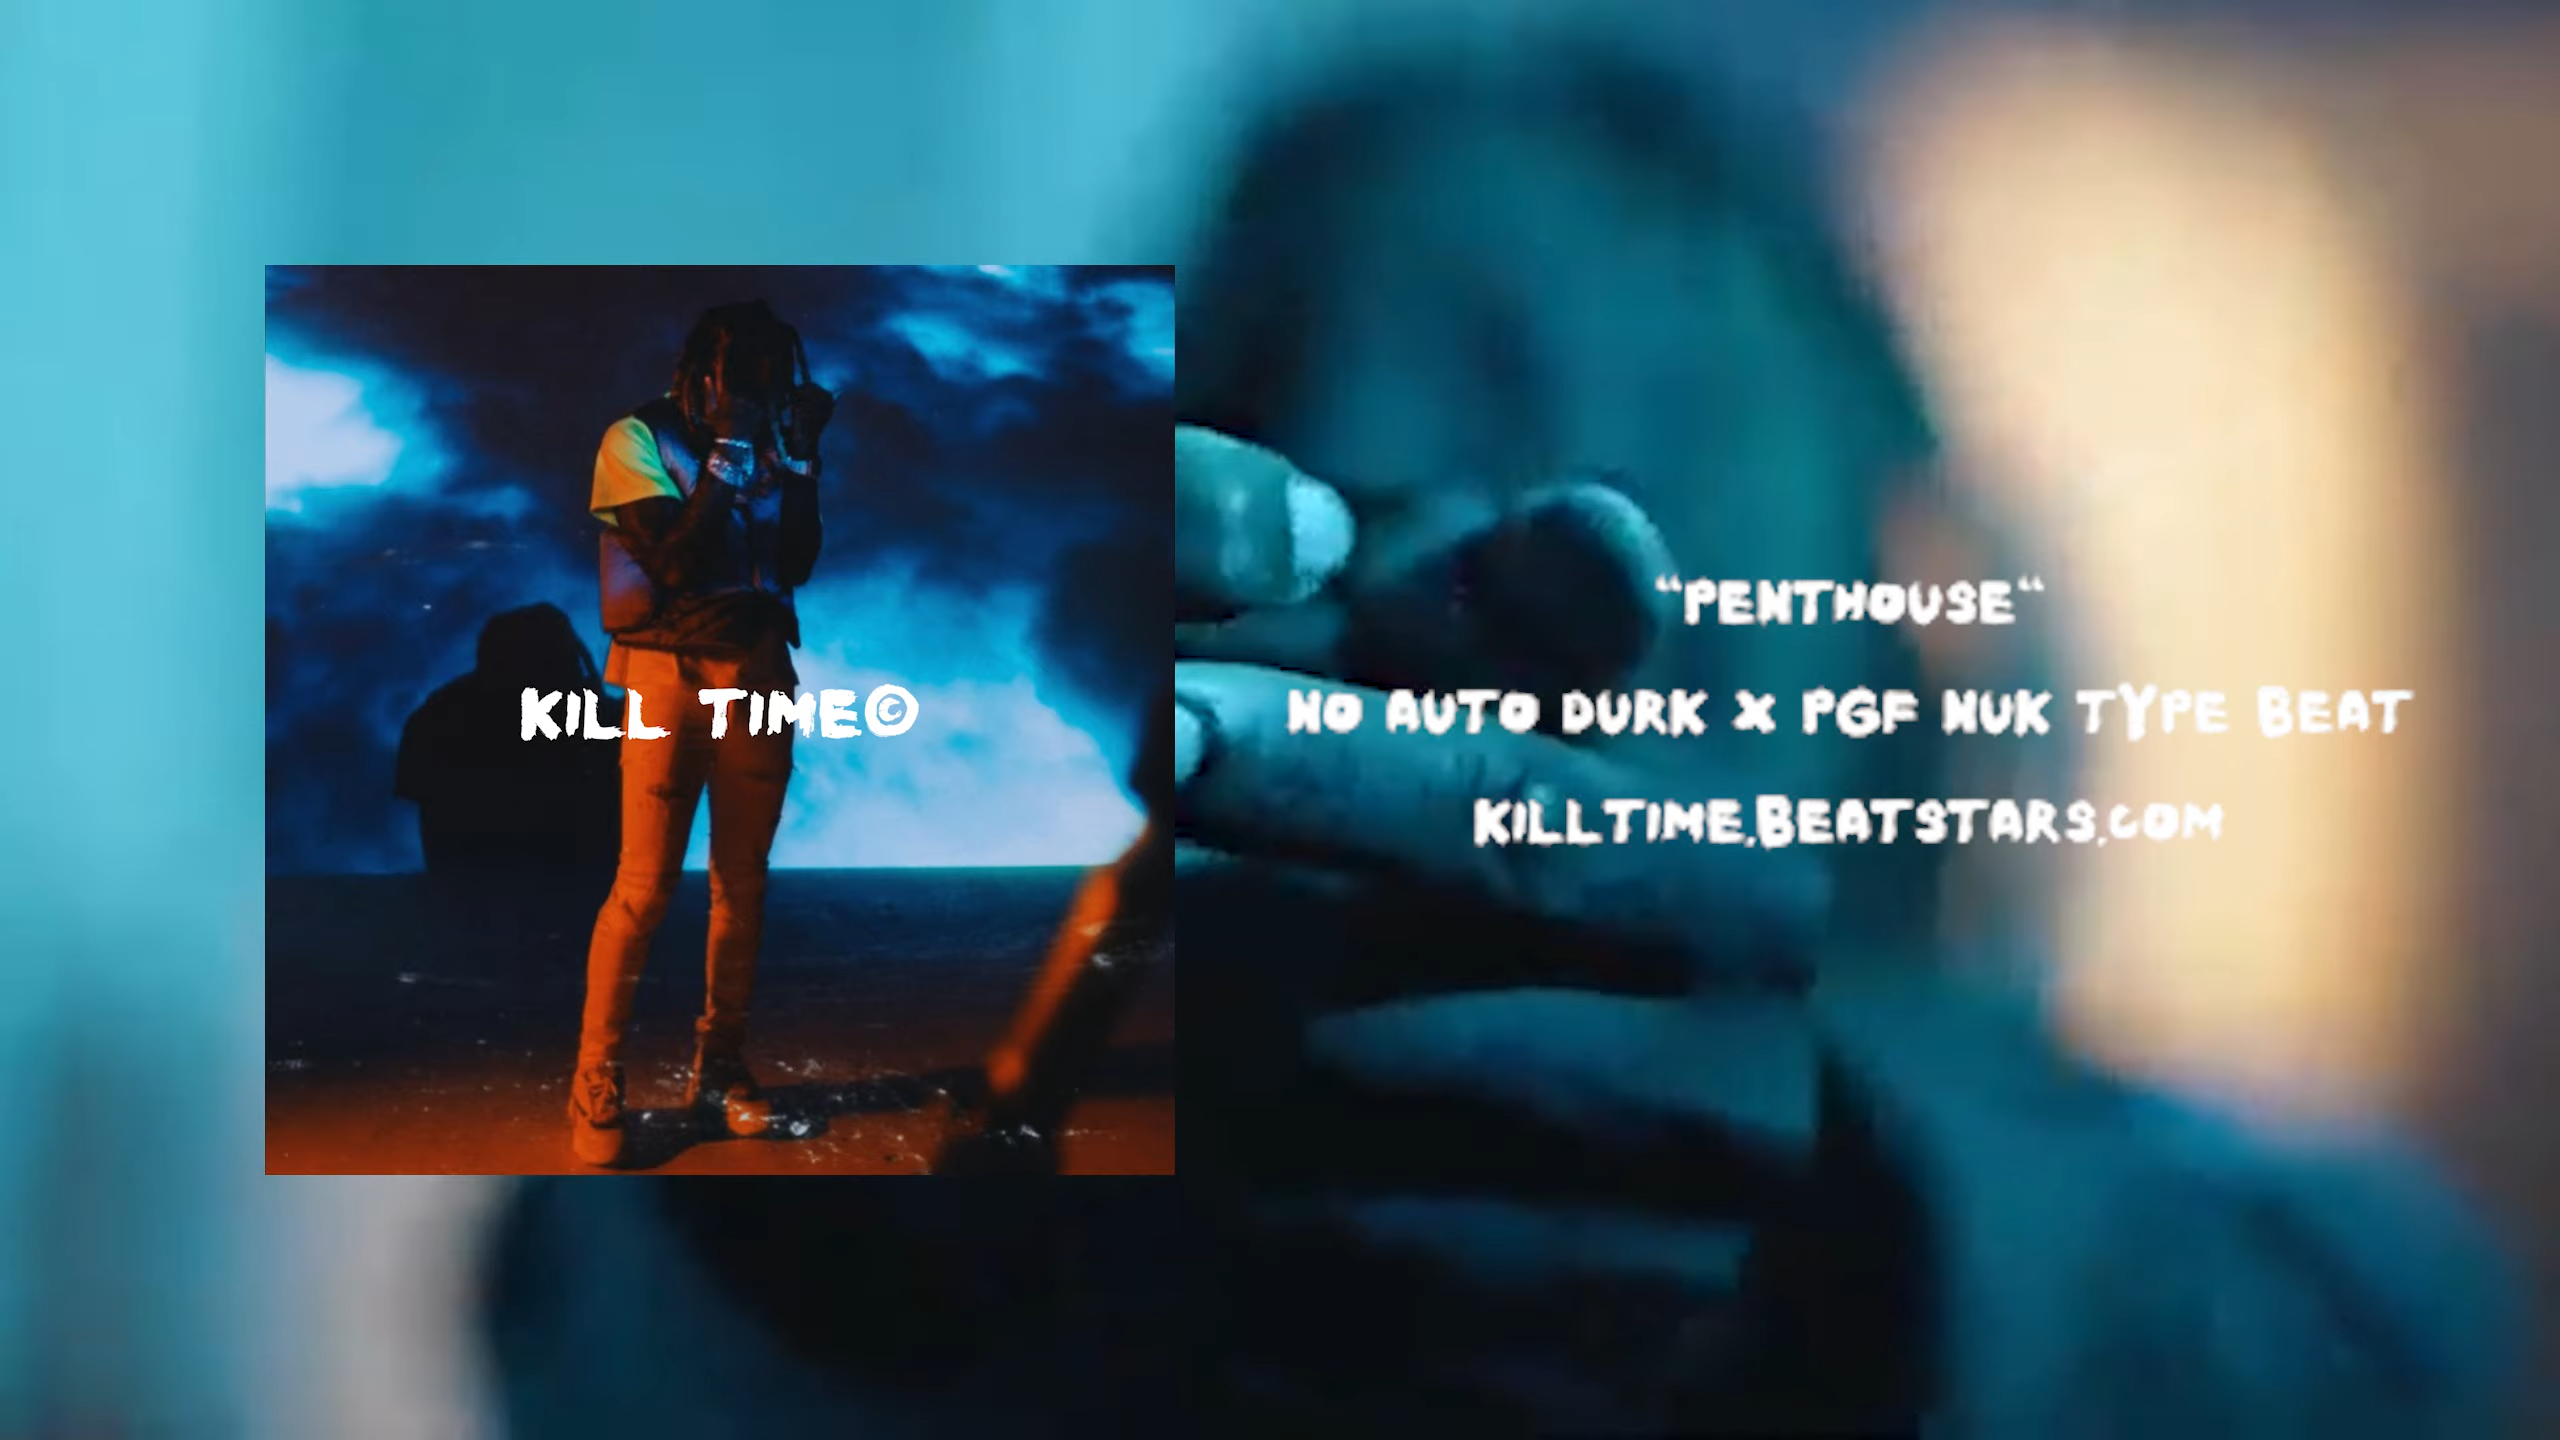 KILL TIME©
“PENTHOUSE“
NO AUTO DURK X PGF NUK TYPE BEAT
KILLTIME.BEATSTARS.COM